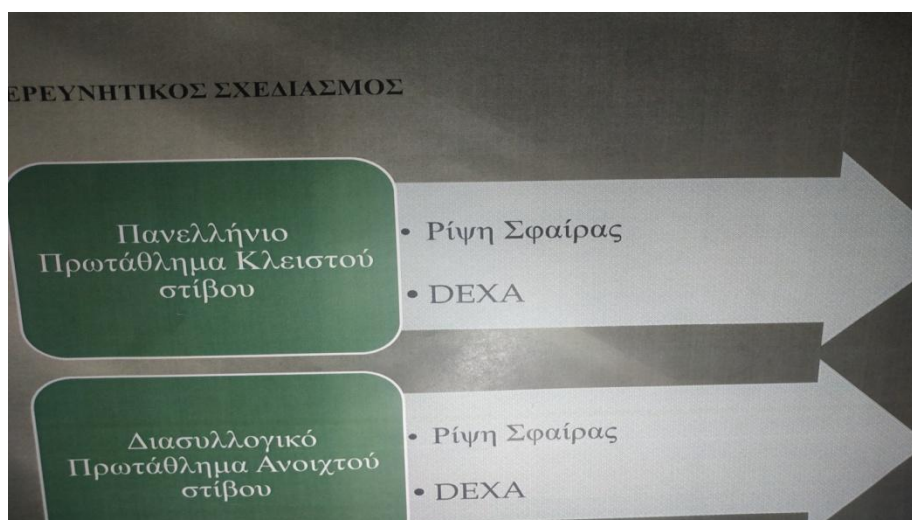 ΕΡΕΥΝΗΤΙΚΟΣ ΣΧΕΔΙΑΣΜΟΣ
Πανελλήνιο
Πρωτάθλημα Κλειστού
στίβου
• Ρίψη Σφαίρας
• DEXA
Διασυλλογικό
Πρωτάθλημα Ανοιχτού
στίβου
• Ρίψη Σφαίρας
• DEXA